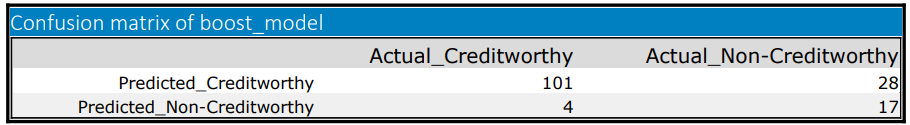 Confusion matrix of boost_model
Actual_Creditworthy Actual_Non-Creditworthy
Predicted_Creditworthy 101 28
Predicted_Non-Creditworthy 4 17